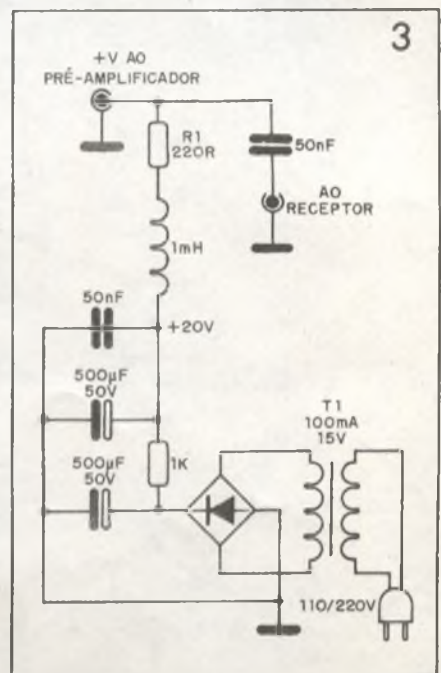 3
+V AO
PRÉ-AMPLIFICADOR
R1
220R
50nF
AO
RECEPTOR
1mH
50nF
+20V
500µF
50V
T1
100mA
15V
500µF
50V
1K
110/220V